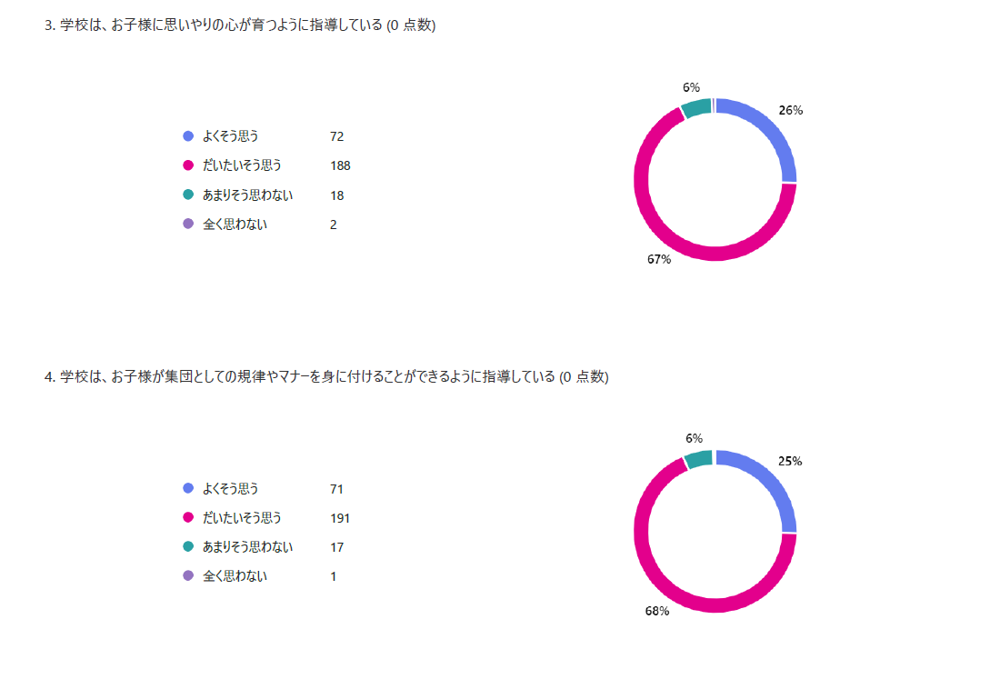 3. 学校は、お子様に思いやりの心が育つように指導している (0 点数)
6%
26%
よくそう思う 72
だいたいそう思う 188
あまりそう思わない 18
全く思わない 2
67%
4. 学校は、お子様が集団としての規律やマナーを身に付けることができるように指導している (0 点数)
6%
25%
よくそう思う 71
だいたいそう思う 191
あまりそう思わない 17
全く思わない 1
68%